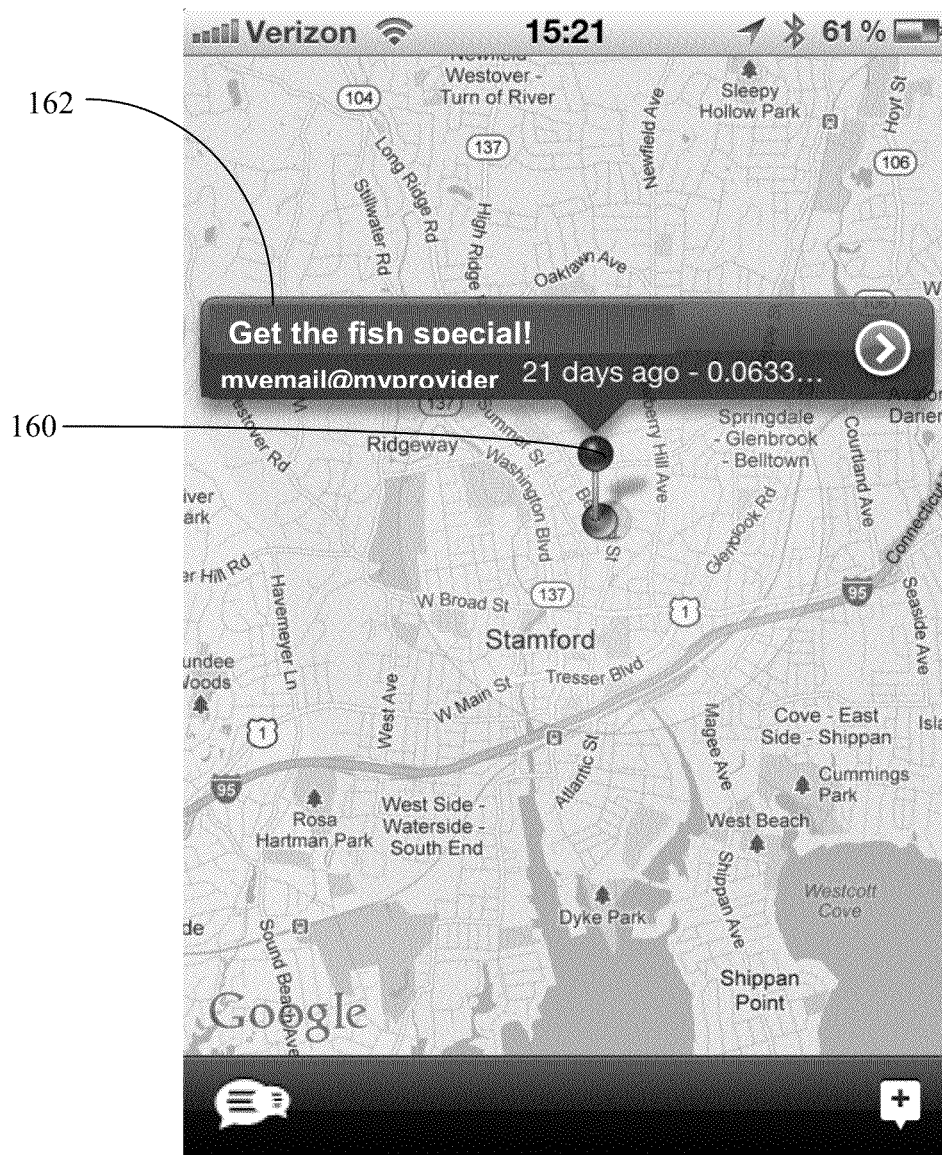 Verizon 15:21 61 %
Westover -
Turn of River
Sleepy
Hollow Park
Hoyt St
162
104
137
Newfield Ave
106
Long Ridge Rd
Stillwater Rd
High Ridge
Oaklawn Ave
W
Get the fish special!
myemail@myprovider 21 days ago - 0.0633...
137
160
Ridgeway
Summer St
Washington Blvd
Springdale
- Glenbrook
- Belltown
Courtland Ave
Darien
Glenbrook Rd
St
W Broad St
137
1
95
Seaside Ave
Havemeyer Ln
Stamford
Tresser Blvd
W Main St
West Ave
1
Atlantic St
Magee Ave
Cove - East
Side - Shippan
95
Rosa
Hartman Park
West Side -
Waterside -
South End
Cummings
Park
West Beach
Shippan Ave
Westcott
Cove
Dyke Park
Sound Beach Ave
Shippan
Point
Google